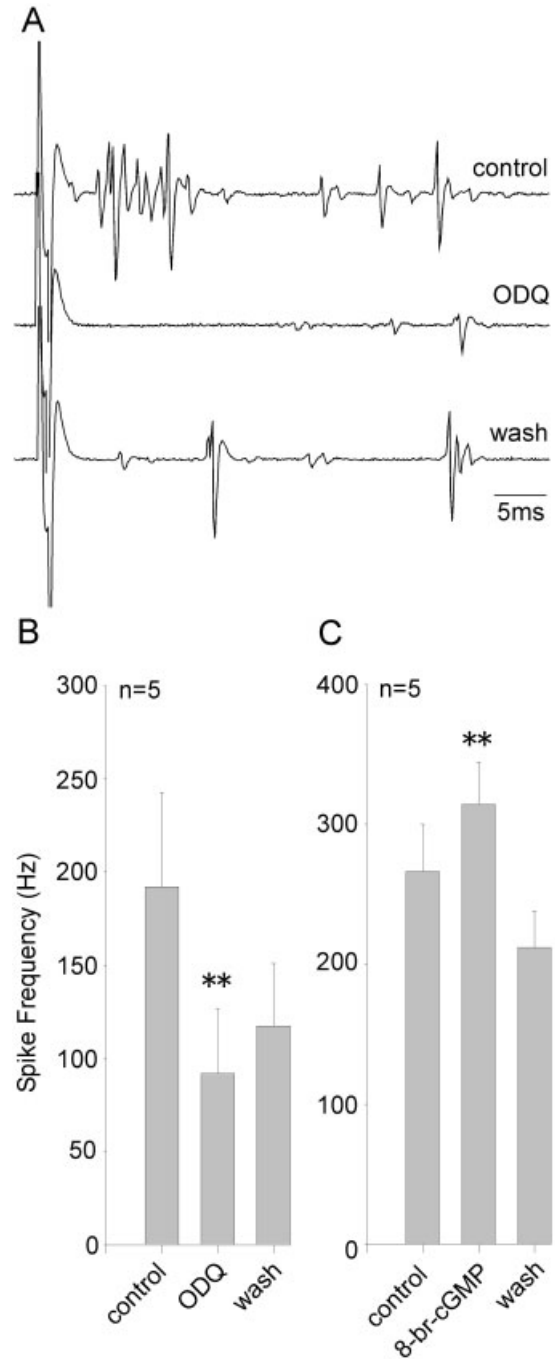 A
control
ODQ
wash
5ms
B
C
Spike Frequency (Hz)
300
250
200
150
100
50
0
n=5
**
control
ODQ
wash
400
300
200
100
0
n=5
**
control
8-br-cGMP
wash